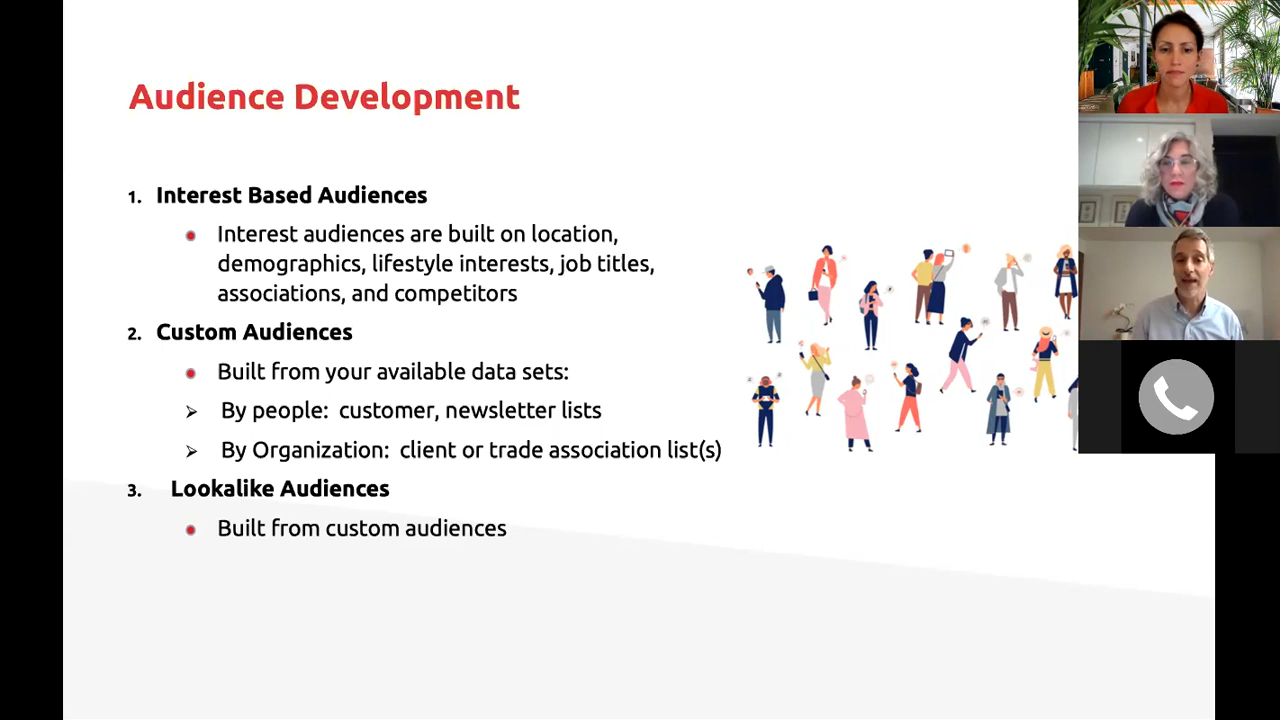 Audience Development
1. Interest Based Audiences
Interest audiences are built on location,
demographics, lifestyle interests, job titles,
associations, and competitors
2. Custom Audiences
Built from your available data sets:
By people: customer, newsletter lists
By Organization: client or trade association list(s)
3. Lookalike Audiences
Built from custom audiences